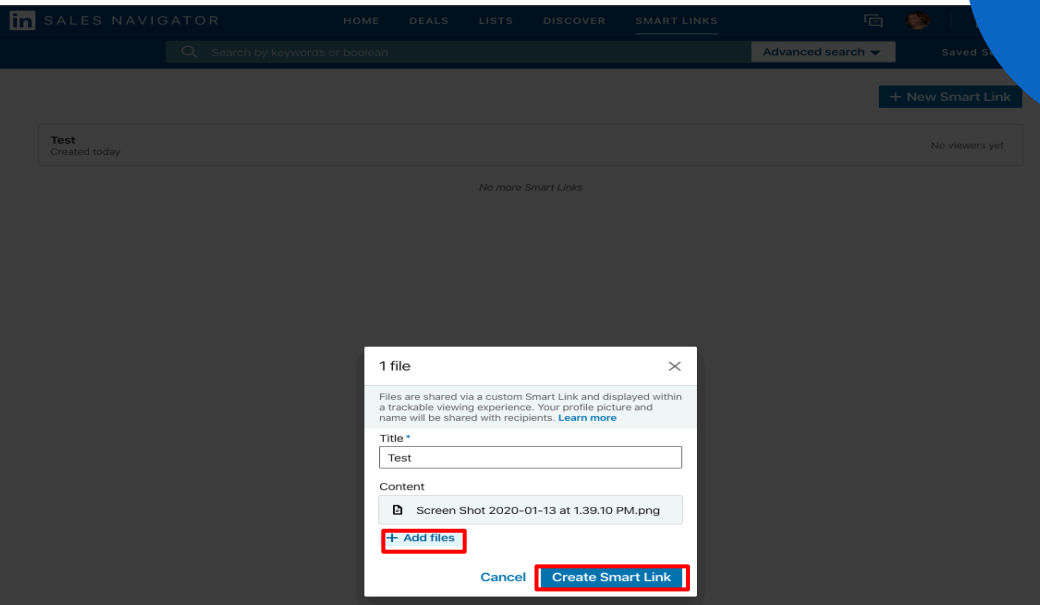 in SALES NAVIGATOR HOME DEALS LISTS DISCOVER SMART LINKS
Search by keywords or boolean Advanced search Saved
+ New Smart Link
Test
Created today
No viewers yet
No more Smart Links
1 file
Files are shared via a custom Smart Link and displayed within
a trackable viewing experience. Your profile picture and
name will be shared with recipients. Learn more
Title *
Test
Content
Screen Shot 2020-01-13 at 1.39.10 PM.png
+ Add files
Cancel Create Smart Link